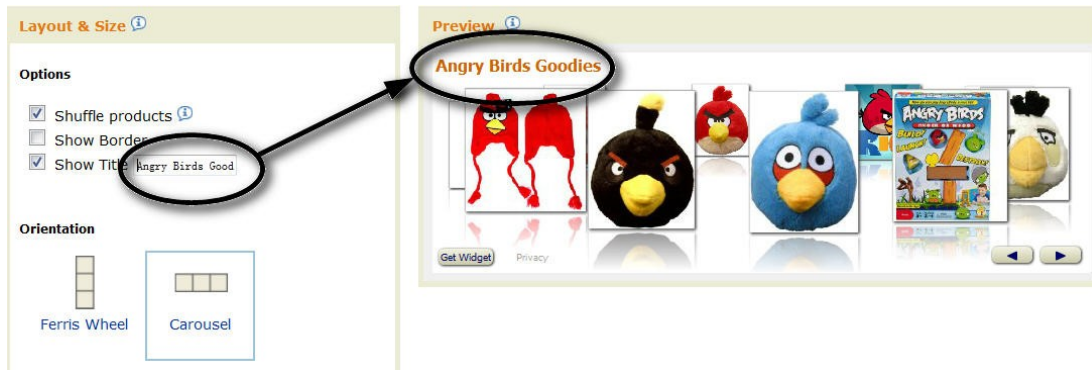 Layout & Size
Options
Shuffle products
Show Border
Show Title Angry Birds Good
Orientation
Ferris Wheel
Carousel
Preview
Angry Birds Goodies
ANGRY BIRDS
Get Widget
Privacy